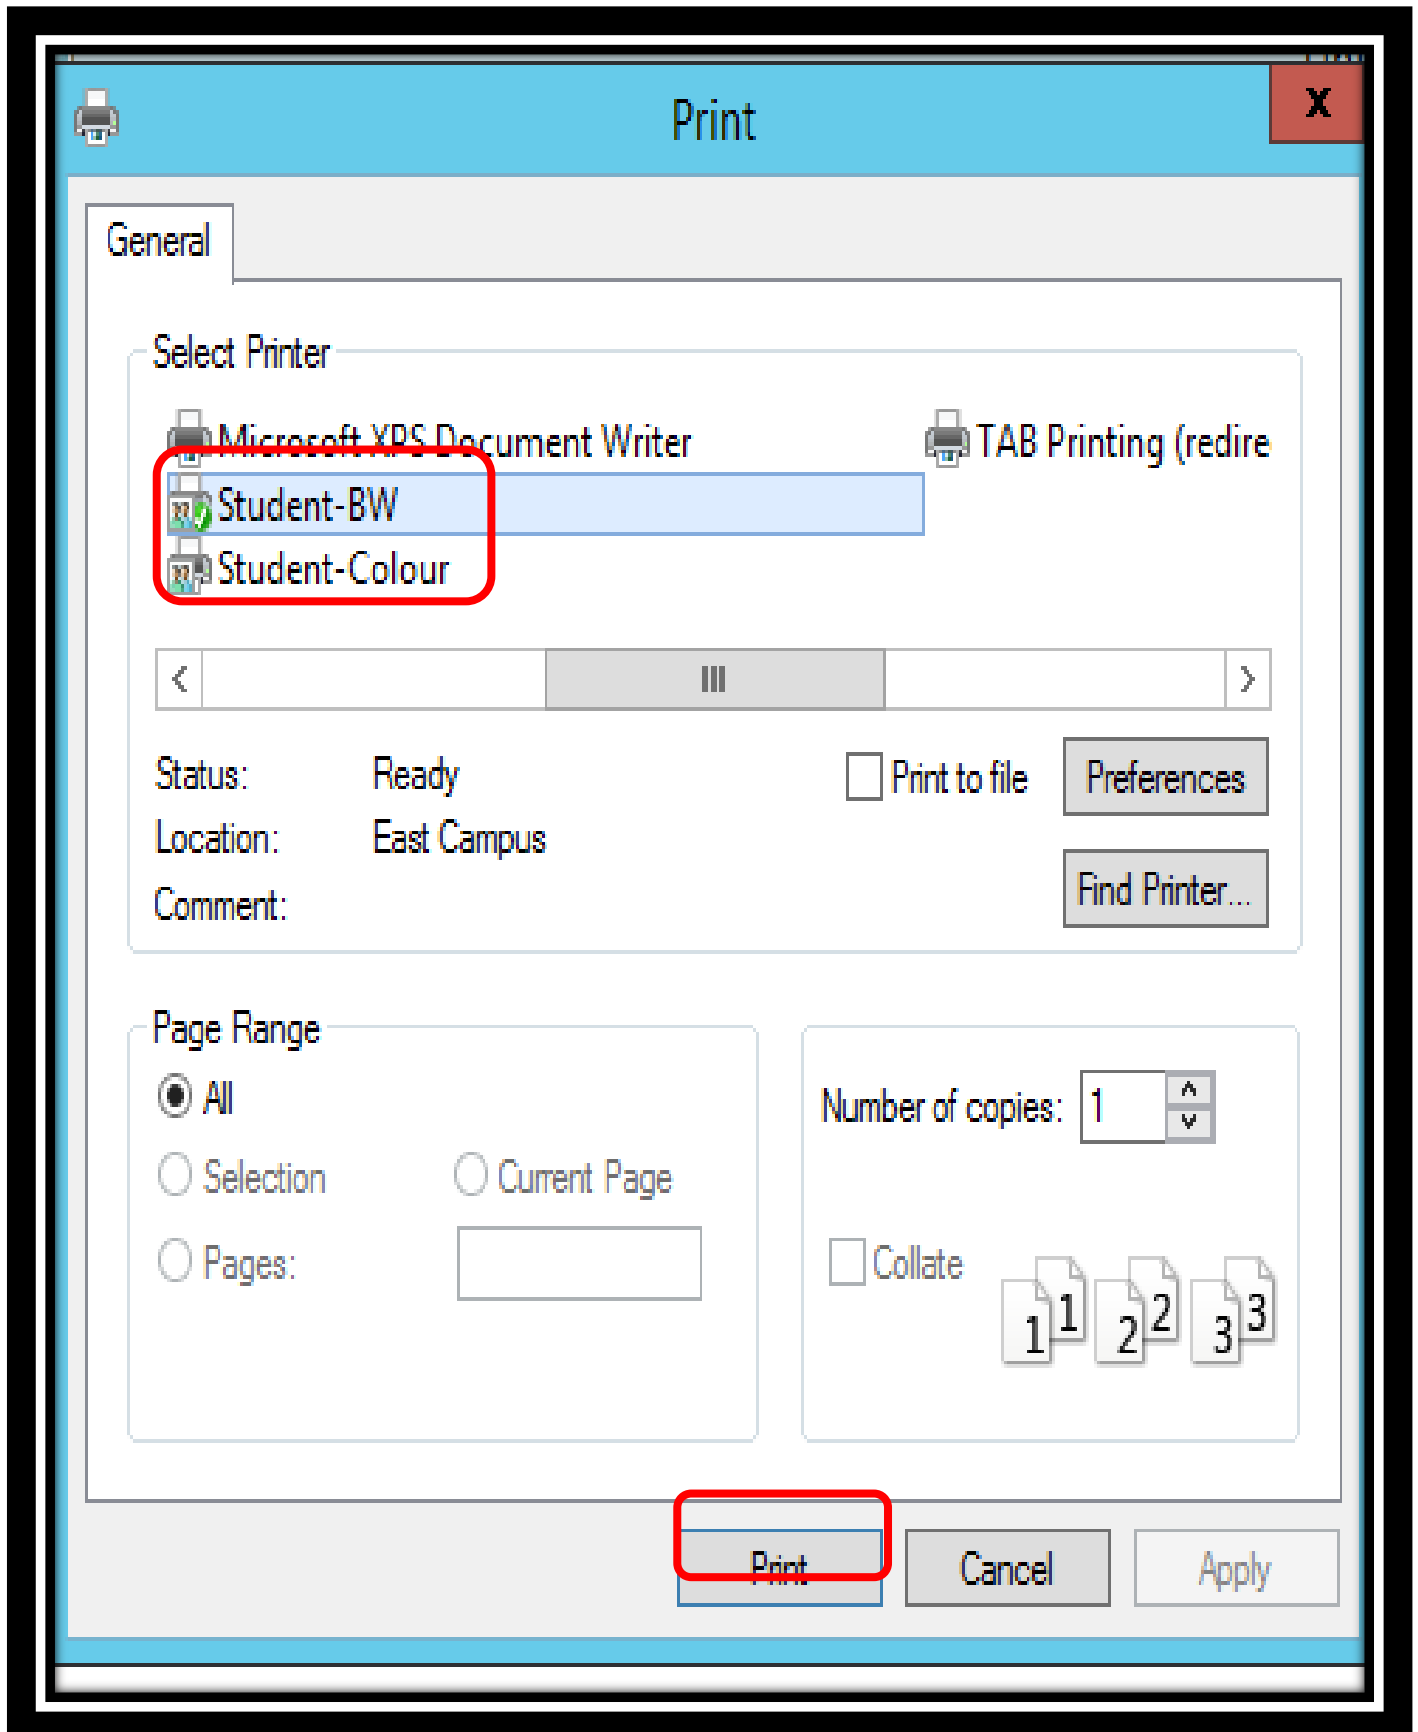 Print
X
General
Select Printer
Microsoft XPS Document Writer
TAB Printing (redire
Student-BW
Student-Colour
Status: Ready
Print to file
Preferences
Location: East Campus
Comment:
Find Printer...
Page Range
All
Selection
Current Page
Pages:
Number of copies: 1
Collate
1 1 2 2 3 3
Print
Cancel
Apply